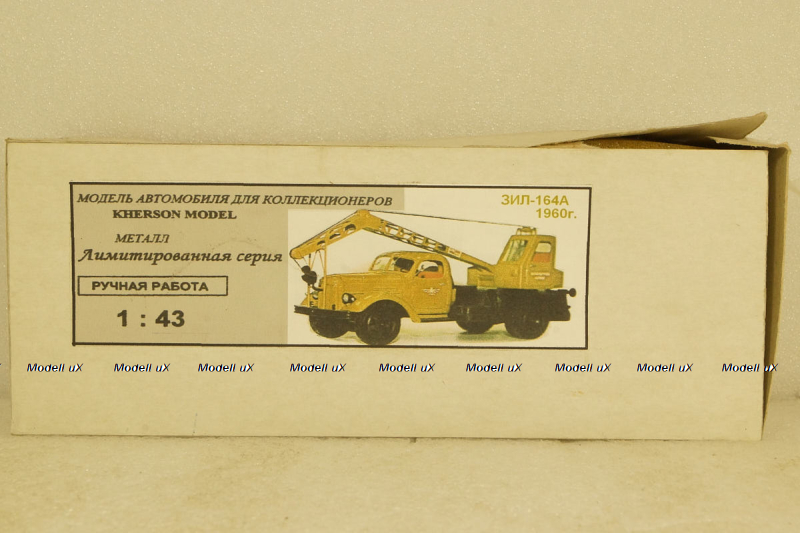 МОДЕЛЬ АВТОМОБИЛЯ ДЛЯ КОЛЛЕКЦИОНЕРОВ
KHERSON MODEL
МЕТАЛЛ
Лимитированная серия
РУЧНАЯ РАБОТА
1 : 43
ЗИЛ-164А
1960г.
Modell uX Modell uX Modell uX Modell uX Modell uX Modell uX Modell uX Modell uX Modell uX